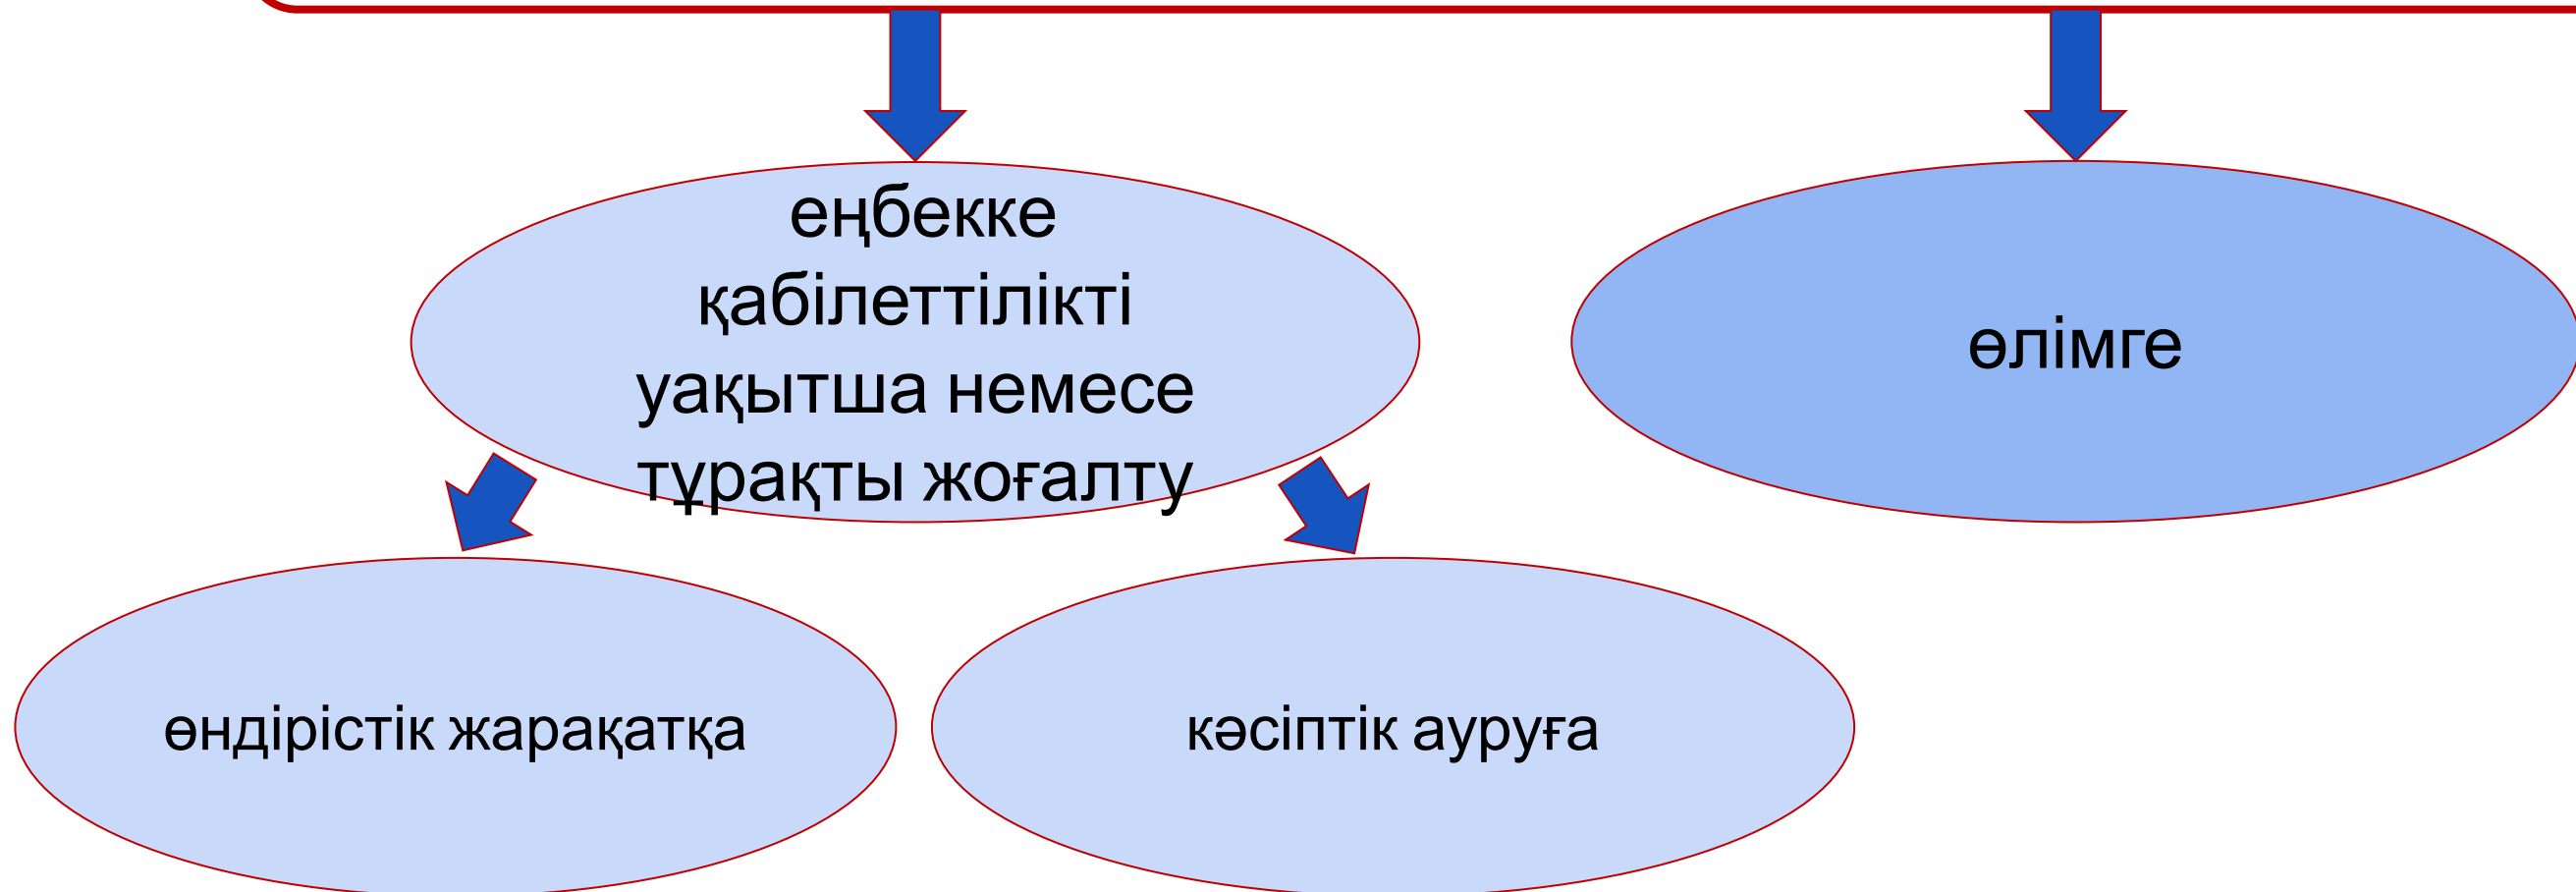 еңбекке
қабілеттілікті
уақытша немесе
тұрақты жоғалту
өлімге
өндірістік жарақатқа
кәсіптік ауруға